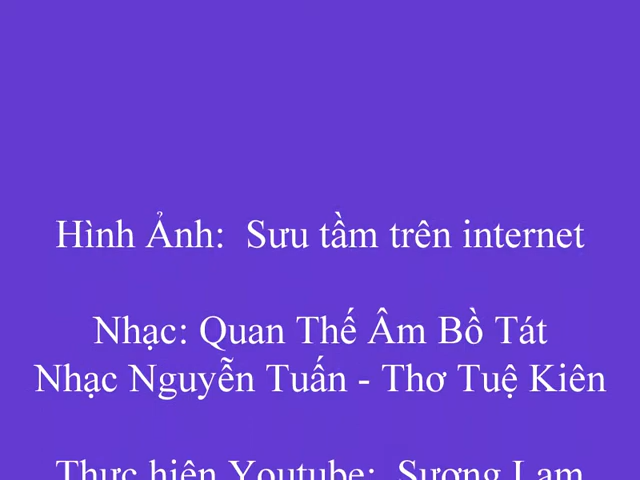 Hình Ảnh: Sưu tầm trên internet
Nhạc: Quan Thế Âm Bồ Tát
Nhạc Nguyễn Tuấn - Thơ Tuệ Kiên
Thực hiện Youtube: Sương Lam